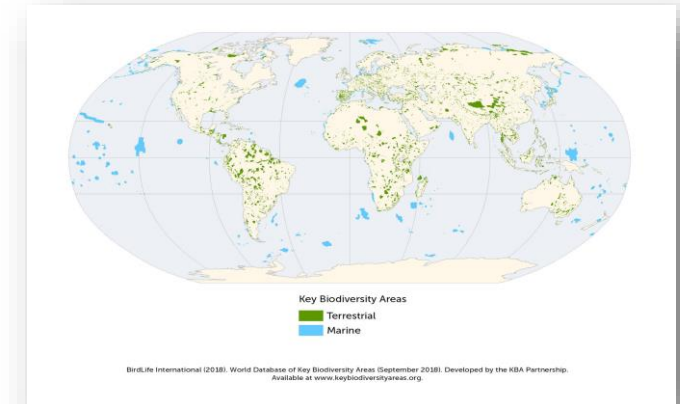 Key Biodiversity Areas
Terrestrial
Marine
BirdLife International (2018). World Database of Key Biodiversity Areas (September 2018). Developed by the KBA Partnership.
Available at www.keybiodiversityareas.org.